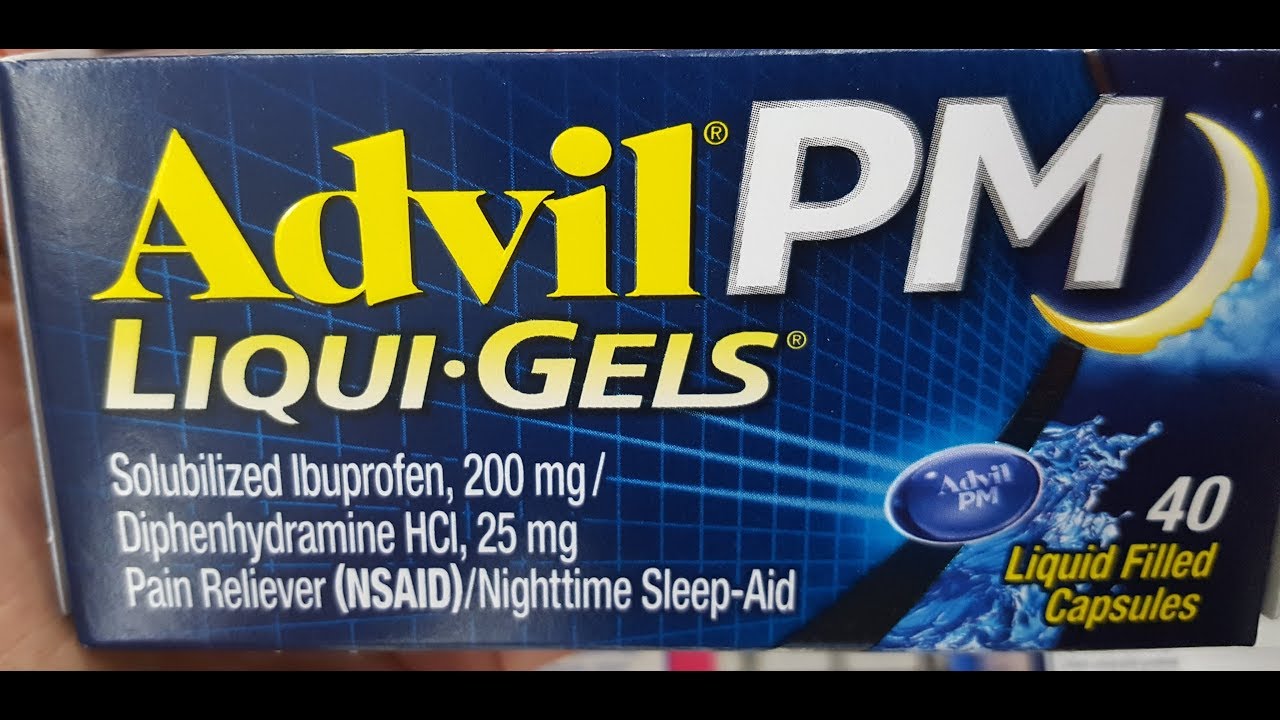 Advil® PM
LIQUI·GELS®
Solubilized Ibuprofen, 200 mg/
Diphenhydramine HCl, 25 mg
Pain Reliever (NSAID)/Nighttime Sleep-Aid
Advil
PM
40
Liquid Filled
Capsules